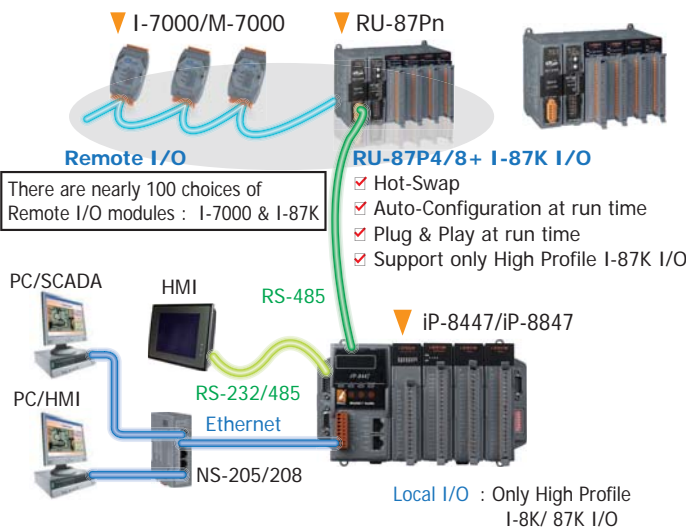 I-7000/M-7000
RU-87Pn
Remote I/O
There are nearly 100 choices of
Remote I/O modules : I-7000 & I-87K
RU-87P4/8+ I-87K I/O
Hot-Swap
Auto-Configuration at run time
Plug & Play at run time
Support only High Profile I-87K I/O
PC/SCADA
HMI
RS-485
iP-8447/iP-8847
iP-8447
RS-232/485
PC/HMI
Ethernet
NS-205/208
Local I/O : Only High Profile
I-8K/ 87K I/O